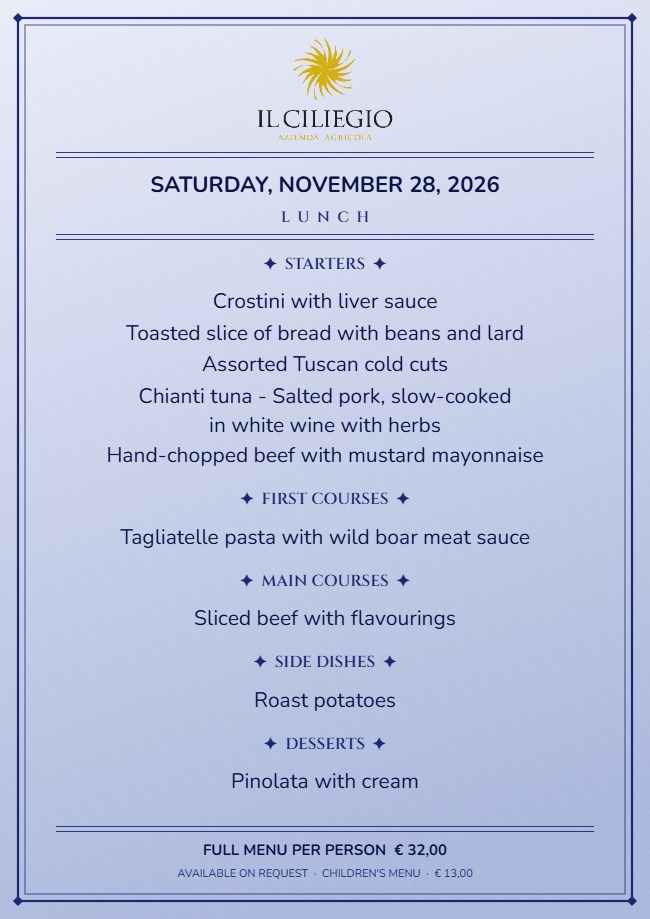 IL CILIEGIO
AZIENDA AGRICOLA
SATURDAY, NOVEMBER 28, 2026
LUNCH
✦ STARTERS ✦
Crostini with liver sauce
Toasted slice of bread with beans and lard
Assorted Tuscan cold cuts
Chianti tuna - Salted pork, slow-cooked
in white wine with herbs
Hand-chopped beef with mustard mayonnaise
✦ FIRST COURSES ✦
Tagliatelle pasta with wild boar meat sauce
✦ MAIN COURSES ✦
Sliced beef with flavourings
✦ SIDE DISHES ✦
Roast potatoes
✦ DESSERTS ✦
Pinolata with cream
FULL MENU PER PERSON € 32,00
AVAILABLE ON REQUEST · CHILDREN'S MENU · € 13,00